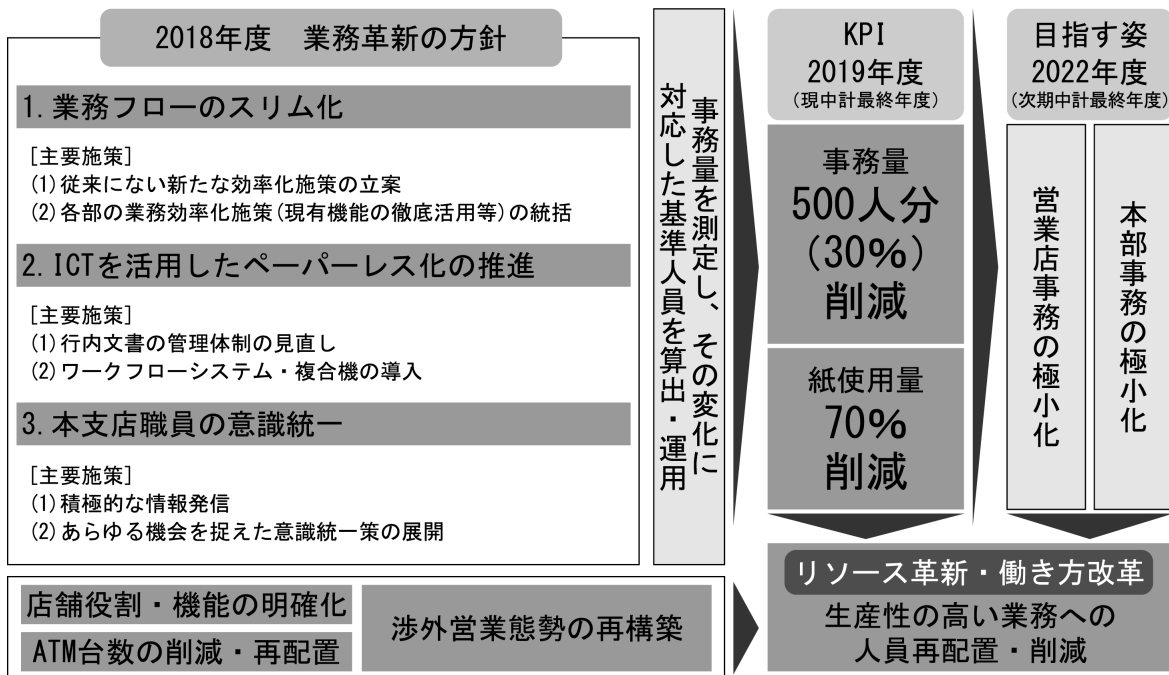 2018年度　業務革新の方針
1. 業務フローのスリム化
[主要施策]
(1)従来にない新たな効率化施策の立案
(2)各部の業務効率化施策(現有機能の徹底活用等)の統括
2. ICTを活用したペーパーレス化の推進
[主要施策]
(1)行内文書の管理体制の見直し
(2)ワークフローシステム・複合機の導入
3. 本支店職員の意識統一
[主要施策]
(1)積極的な情報発信
(2)あらゆる機会を捉えた意識統一策の展開
事務量を測定し、その変化に
対応した基準人員を算出・運用
KPI
2019年度
(現中計最終年度)
事務量
500人分
(30%)
削減
紙使用量
70%
削減
目指す姿
2022年度
(次期中計最終年度)
営業店事務の極小化
本部事務の極小化
店舗役割・機能の明確化
ATM台数の削減・再配置
渉外営業態勢の再構築
リソース革新・働き方改革
生産性の高い業務への
人員再配置・削減